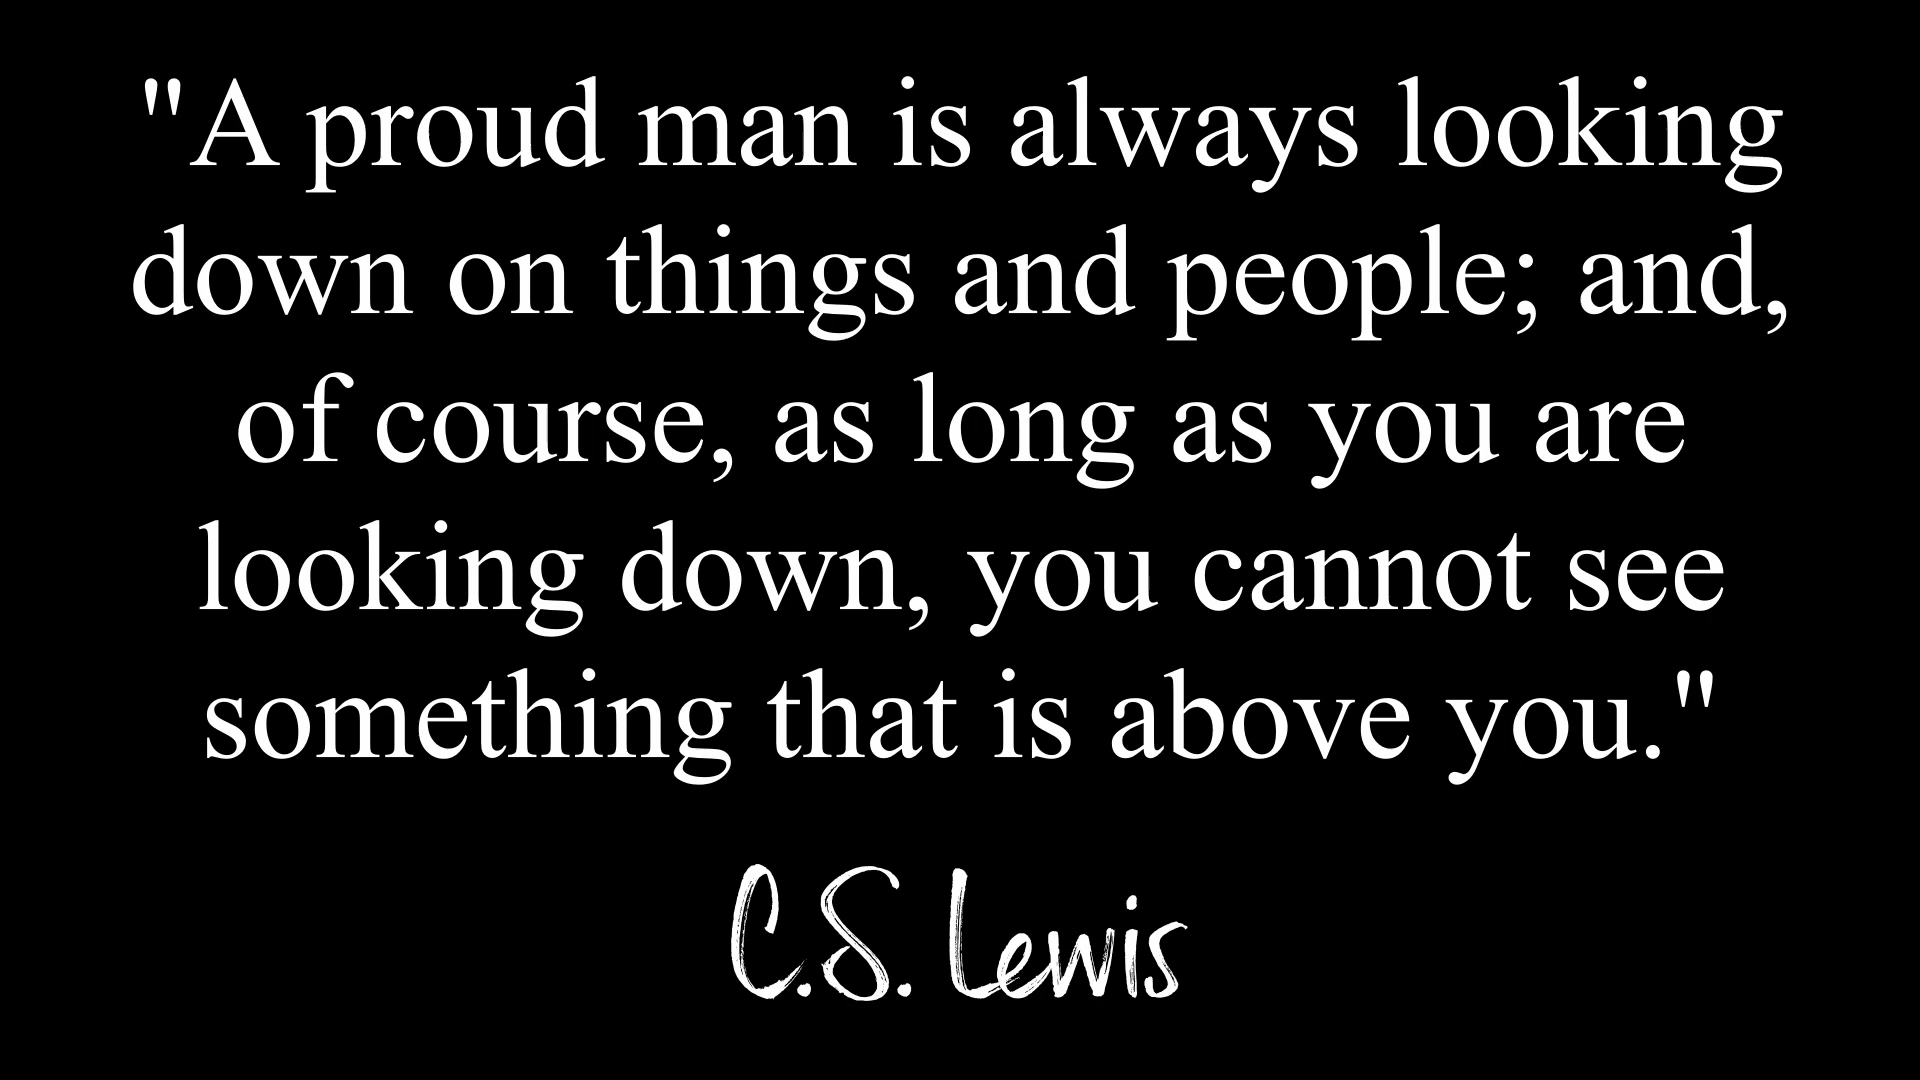 "A proud man is always looking
down on things and people; and,
of course, as long as you are
looking down, you cannot see
something that is above you."
C.S. Lewis